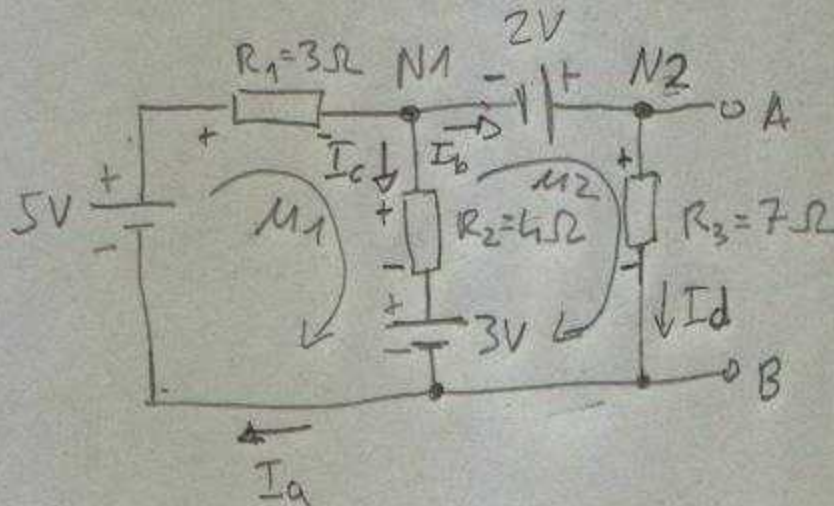 2V
R₁=3Ω N1 - + N2
+ - A
Ic Ib
+ + M2 +
5V M1 R₂=4Ω R₃=7Ω
- - -
+ Id
- 3V
B
Ia